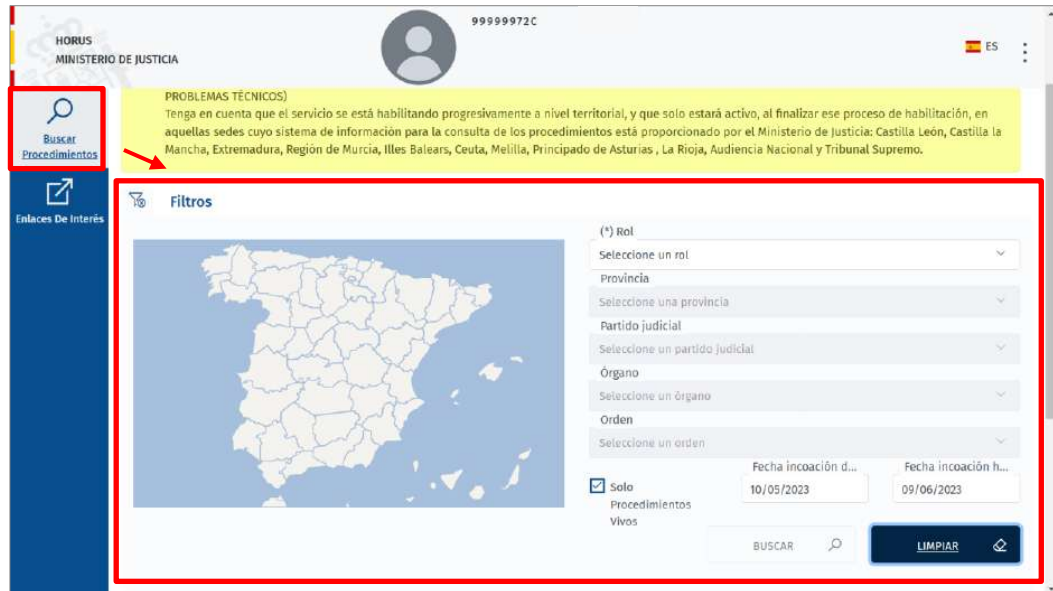 99999972C
HORUS
MINISTERIO DE JUSTICIA
ES
Buscar
Procedimientos
Enlaces De Interés
PROBLEMAS TÉCNICOS)
Tenga en cuenta que el servicio se está habilitando progresivamente a nivel territorial, y que solo estará activo, al finalizar ese proceso de habilitación, en
aquellas sedes cuyo sistema de información para la consulta de los procedimientos está proporcionado por el Ministerio de Justicia: Castilla León, Castilla la
Mancha, Extremadura, Región de Murcia, Illes Balears, Ceuta, Melilla, Principado de Asturias , La Rioja, Audiencia Nacional y Tribunal Supremo.
Filtros
(*) Rol
Seleccione un rol
Provincia
Seleccione una provincia
Partido judicial
Seleccione un partido judicial
Órgano
Seleccione un órgano
Orden
Seleccione un orden
Solo
Procedimientos
Vivos
Fecha incoación d...
10/05/2023
Fecha incoación h...
09/06/2023
BUSCAR
LIMPIAR